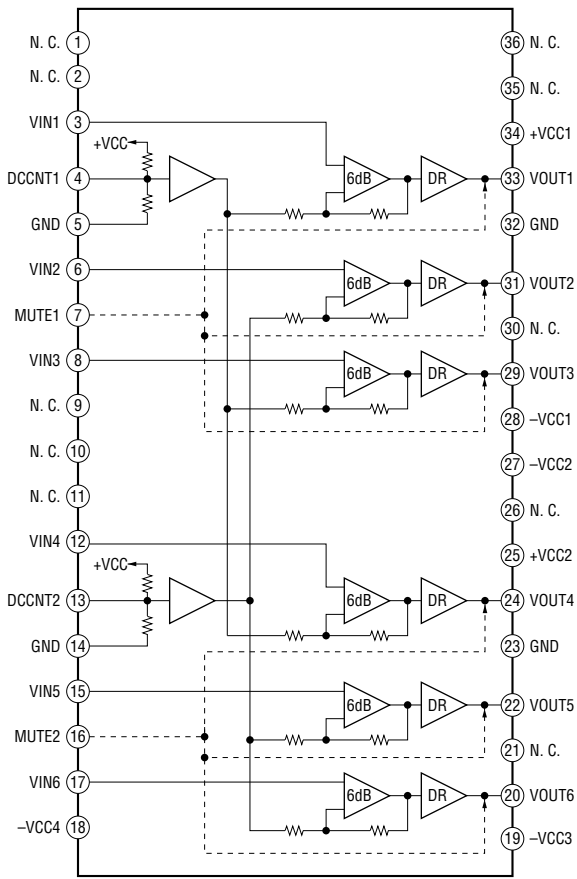 N. C. 1
N. C. 2
VIN1 3
+VCC
DCCNT1 4
GND 5
VIN2 6
MUTE1 7
VIN3 8
N. C. 9
N. C. 10
N. C. 11
VIN4 12
+VCC
DCCNT2 13
GND 14
VIN5 15
MUTE2 16
VIN6 17
–VCC4 18
6dB DR
6dB DR
6dB DR
6dB DR
6dB DR
6dB DR
36 N. C.
35 N. C.
34 +VCC1
33 VOUT1
32 GND
31 VOUT2
30 N. C.
29 VOUT3
28 –VCC1
27 –VCC2
26 N. C.
25 +VCC2
24 VOUT4
23 GND
22 VOUT5
21 N. C.
20 VOUT6
19 –VCC3